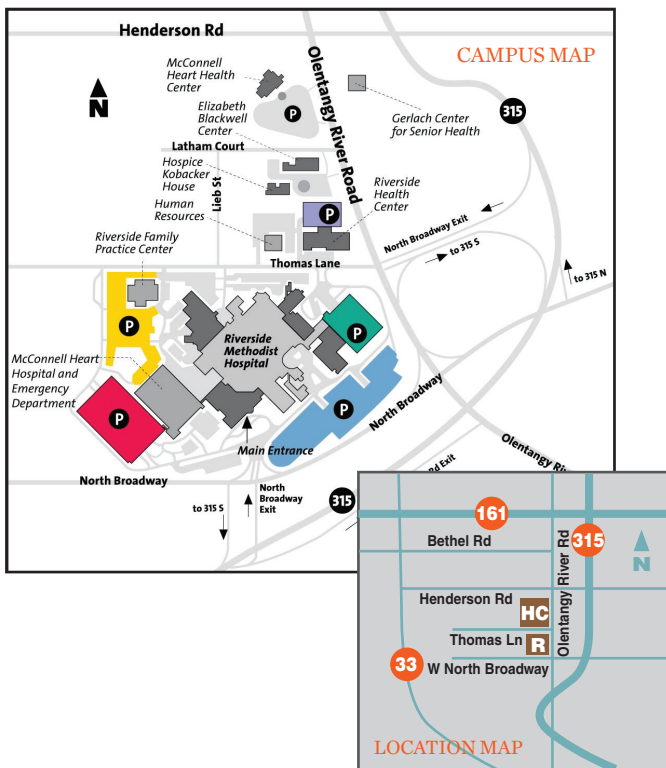 Henderson Rd
CAMPUS MAP
McConnell
Heart Health
Center
N
P
Olentangy River Road
315
Elizabeth
Blackwell
Center
Gerlach Center
for Senior Health
Latham Court
Hospice
Kobacker
House
Lieb St
Riverside
Health
Center
Human
Resources
P
North Broadway Exit
Riverside Family
Practice Center
Thomas Lane
to 315 S
to 315 N
P
P
Riverside
Methodist
Hospital
McConnell Heart
Hospital and
Emergency
Department
P
P
North Broadway
Main Entrance
North Broadway
North
Broadway
Exit
to 315 S
315
Rd Exit
Olentangy Riv
161
Bethel Rd
315
N
Olentangy River Rd
Henderson Rd
HC
Thomas Ln
R
33
W North Broadway
LOCATION MAP